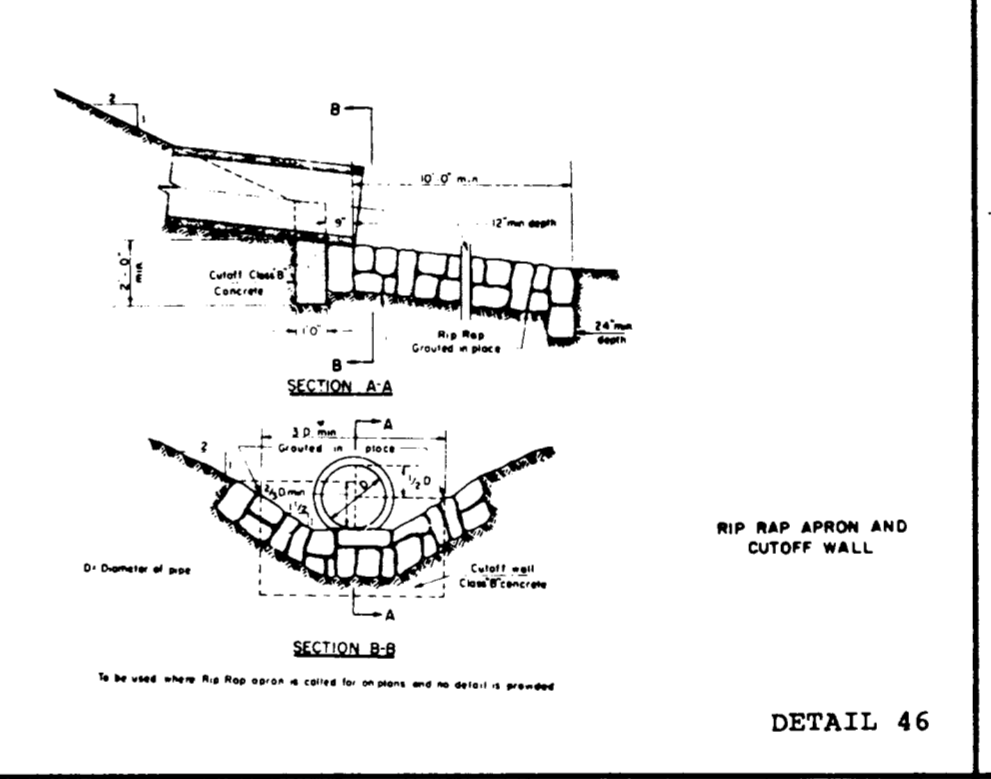 2
1
B
10' 0" min
9"
12" min depth
2'-0"
min
Cutoff Class "B"
Concrete
1'0"
Rip Rap
Grouted in place
24" min
depth
B
SECTION A-A
A
3 D min
Grouted in place
2
1
1/2 D
D
2/3 D min
1 1/2
RIP RAP APRON AND
CUTOFF WALL
D= Diameter of pipe
Cutoff wall
Class "B" concrete
A
SECTION B-B
To be used where Rip Rap apron is called for on plans and no detail is provided
DETAIL 46